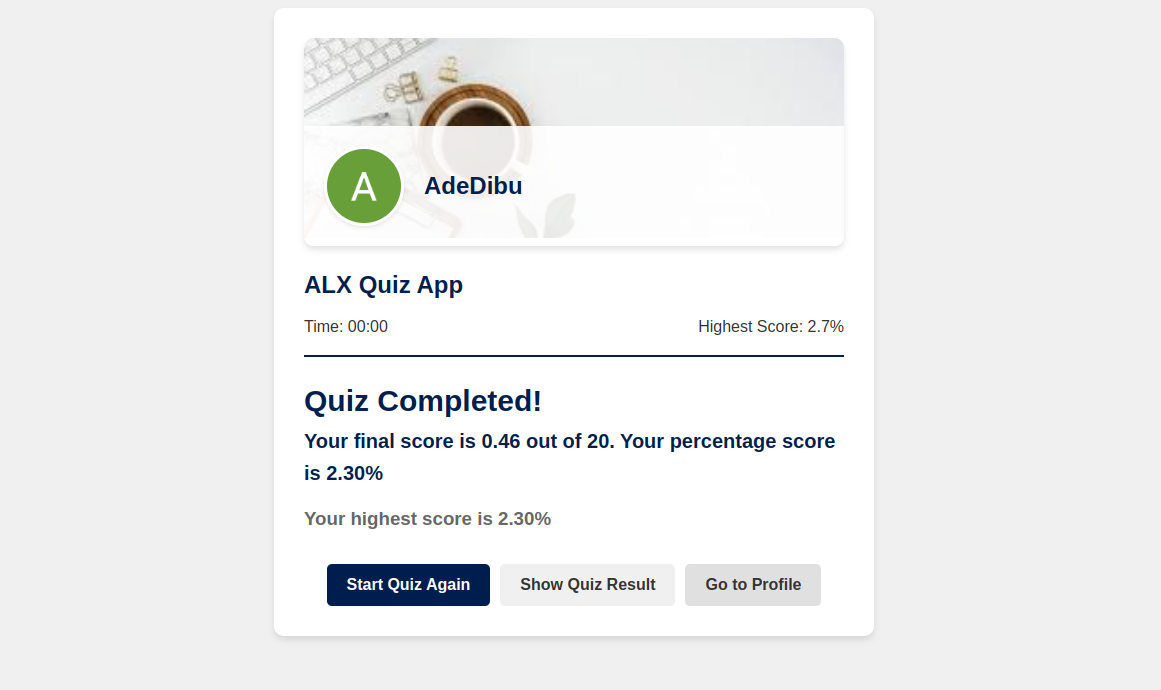 A
AdeDibu
ALX Quiz App
Time: 00:00
Highest Score: 2.7%
Quiz Completed!
Your final score is 0.46 out of 20. Your percentage score
is 2.30%
Your highest score is 2.30%
Start Quiz Again
Show Quiz Result
Go to Profile